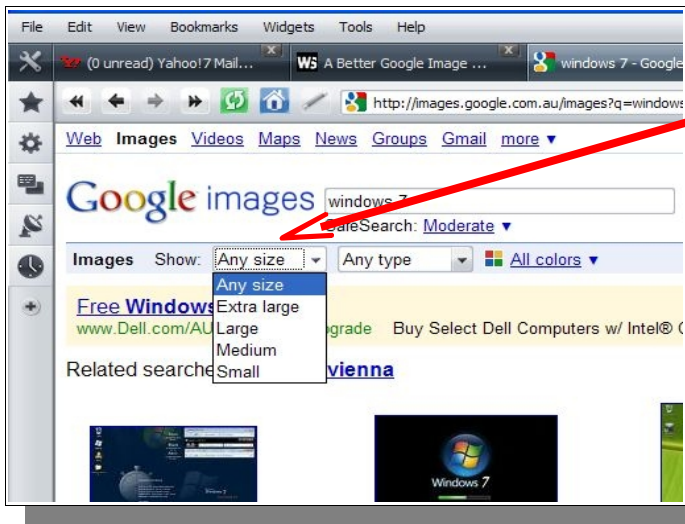 File Edit View Bookmarks Widgets Tools Help
(0 unread) Yahoo!7 Mail... W5 A Better Google Image ... windows 7 - Google
http://images.google.com.au/images?q=windows
Web Images Videos Maps News Groups Gmail more ▼
Google images windows 7
SafeSearch: Moderate ▼
Images Show: Any size Any type All colors ▼
Any size
Extra large
Large
Medium
Small
Free Windows
www.Dell.com/AU grade Buy Select Dell Computers w/ Intel®
Related searche vienna
Windows 7